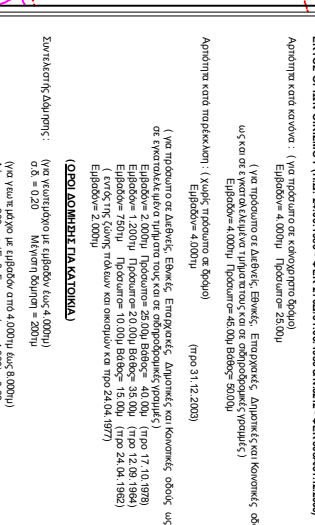 Αρτιότητα κατά κανόνα : ( για πρόσωπο σε κοινόχρηστο δρόμο)
Εμβαδόν= 4.000τμ Πρόσωπο= 25.00μ
( για πρόσωπο σε Διεθνείς, Εθνικές, Επαρχιακές, Δημοτικές και Κοινοτικές
ως και σε εγκαταλελειμένα τμήματα τους και σε σιδηροδρομικές γραμμές )
Εμβαδόν= 4.000τμ Πρόσωπο= 45.00μ Βάθος= 50.00μ
Αρτιότητα κατά παρέκκλιση : ( χωρίς πρόσωπο σε δρόμο)
Εμβαδόν= 4.000τμ (προ 31.12.2003)
( για πρόσωπο σε Διεθνείς, Εθνικές, Επαρχιακές, Δημοτικές και Κοινοτικές οδούς ως
σε εγκαταλελειμένα τμήματα τους και σε σιδηροδρομικές γραμμές )
Εμβαδόν= 2.000τμ Πρόσωπο= 25.00μ Βάθος= 40.00μ (προ 17.10.1978)
Εμβαδόν= 1.200τμ Πρόσωπο= 20.00μ Βάθος= 35.00μ (προ 12.09.1964)
Εμβαδόν= 750τμ Πρόσωπο= 10.00μ Βάθος= 15.00μ (προ 24.04.1962)
( εντός της ζώνης πόλεων και οικισμών και προ 24.04.1977)
Εμβαδόν= 2.000τμ
(ΟΡΟΙ ΔΟΜΗΣΗΣ ΓΙΑ ΚΑΤΟΙΚΙΑ)
Συντελεστής Δόμησης : (για γεωτεμάχιο με εμβαδόν έως 4.000τμ)
σ.δ. = 0,20 Μέγιστη δόμηση = 200τμ
(για γεωτεμάχιο με εμβαδόν από 4.000τμ έως 8.000τμ)